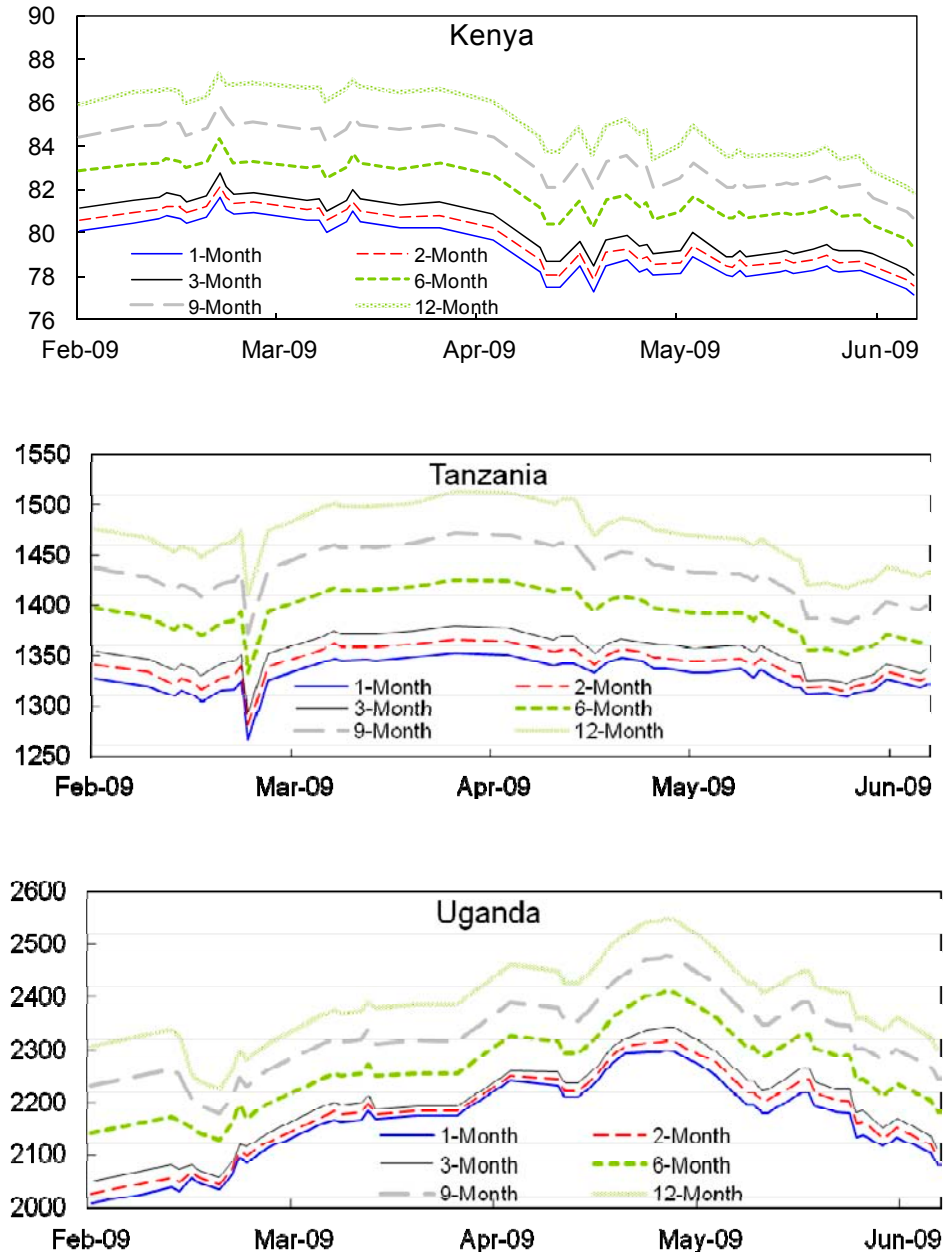 90
Kenya
88
86
84
82
80
1-Month 2-Month
78
3-Month 6-Month
9-Month 12-Month
76
Feb-09 Mar-09 Apr-09 May-09 Jun-09
1550
Tanzania
1500
1450
1400
1350
1-Month 2-Month
1300
3-Month 6-Month
9-Month 12-Month
1250
Feb-09 Mar-09 Apr-09 May-09 Jun-09
2600
Uganda
2500
2400
2300
2200
1-Month 2-Month
2100
3-Month 6-Month
9-Month 12-Month
2000
Feb-09 Mar-09 Apr-09 May-09 Jun-09